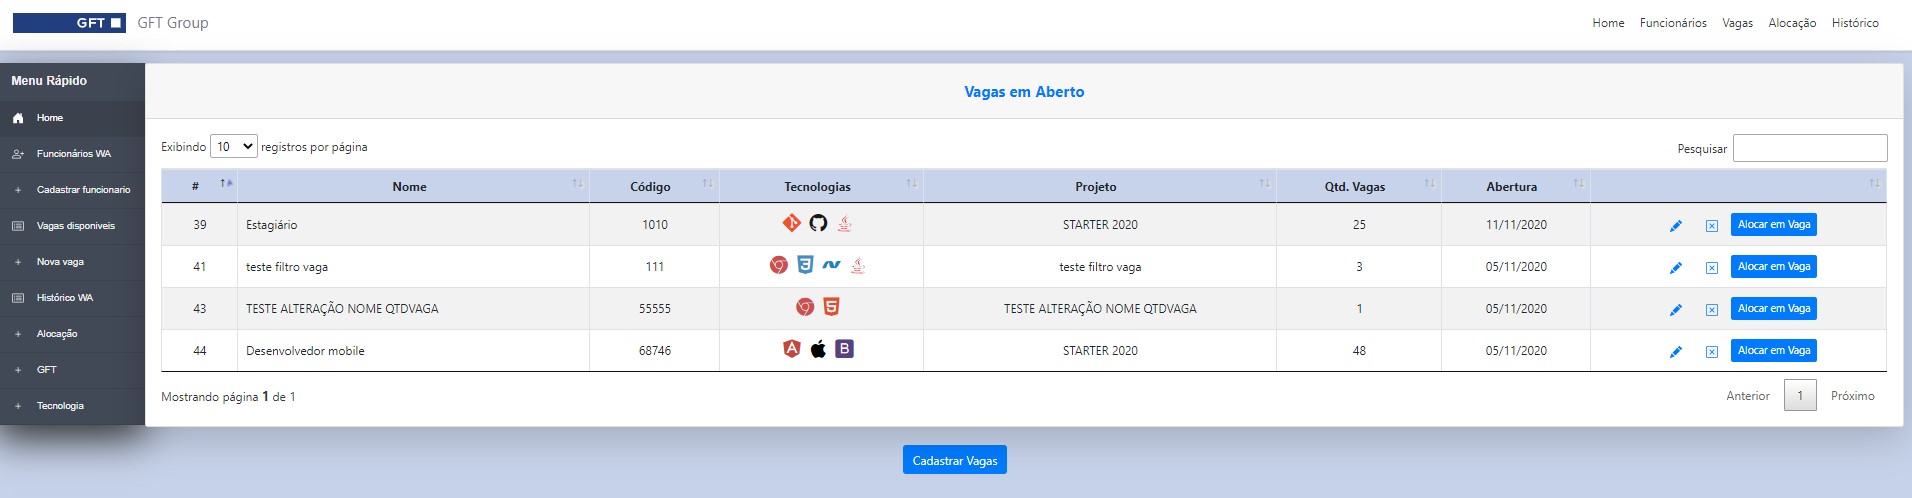 GFT GFT Group Home Funcionários Vagas Alocação Histórico
Menu Rápido
Home
Funcionários WA
Cadastrar funcionario
Vagas disponiveis
Nova vaga
Histórico WA
Alocação
GFT
Tecnologia
Vagas em Aberto
Exibindo 10 registros por página Pesquisar
# Nome Código Tecnologias Projeto Qtd. Vagas Abertura
39 Estagiário 1010 STARTER 2020 25 11/11/2020 Alocar em Vaga
41 teste filtro vaga 111 teste filtro vaga 3 05/11/2020 Alocar em Vaga
43 TESTE ALTERAÇÃO NOME QTDVAGA 55555 TESTE ALTERAÇÃO NOME QTDVAGA 1 05/11/2020 Alocar em Vaga
44 Desenvolvedor mobile 68746 STARTER 2020 48 05/11/2020 Alocar em Vaga
Mostrando página 1 de 1 Anterior 1 Próximo
Cadastrar Vagas